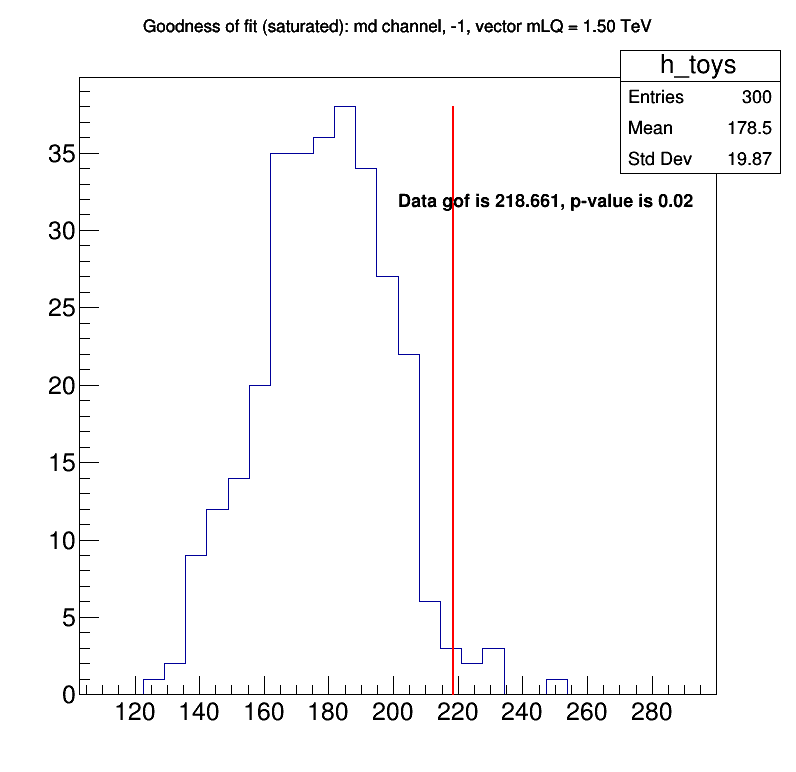 Goodness of fit (saturated): md channel, -1, vector mLQ = 1.50 TeV
h_toys
Entries 300
Mean 178.5
Std Dev 19.87
Data gof is 218.661, p-value is 0.02
35
30
25
20
15
10
5
0
120 140 160 180 200 220 240 260 280